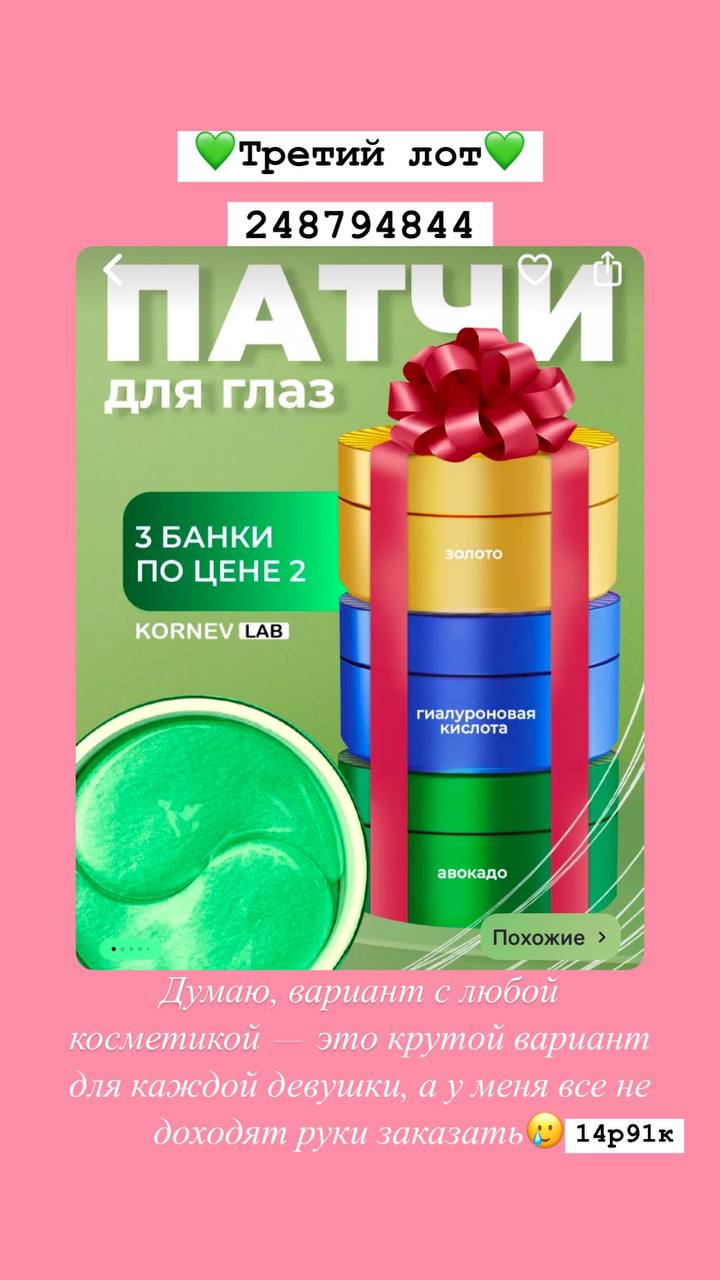 💚Третий лот💚
248794844
ПАТЧИ
для глаз
3 БАНКИ
ПО ЦЕНЕ 2
KORNEV LAB
золото
гиалуроновая
кислота
авокадо
Похожие
Думаю, вариант с любой
косметикой — это крутой вариант
для каждой девушки, а у меня все не
доходят руки заказать🥲 14р91к